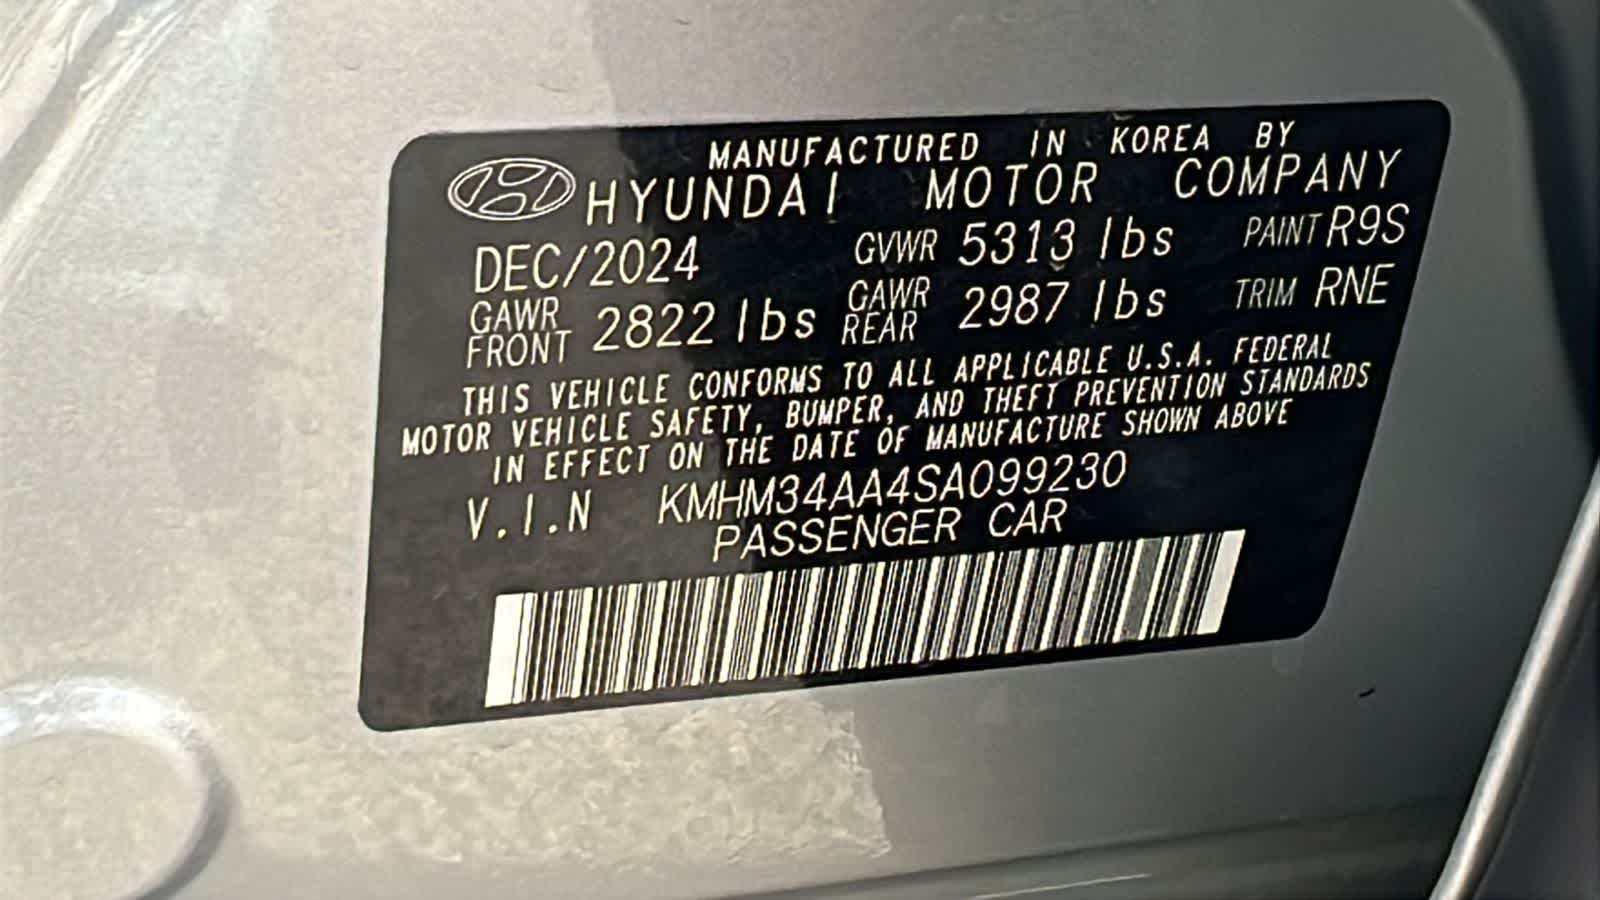 MANUFACTURED IN KOREA BY
HYUNDAI MOTOR COMPANY
DEC/2024 GVWR 5313 lbs PAINT R9S
GAWR FRONT 2822 lbs GAWR REAR 2987 lbs TRIM RNE
THIS VEHICLE CONFORMS TO ALL APPLICABLE U.S.A. FEDERAL
MOTOR VEHICLE SAFETY, BUMPER, AND THEFT PREVENTION STANDARDS
IN EFFECT ON THE DATE OF MANUFACTURE SHOWN ABOVE
V.I.N KMHM34AA4SA099230
PASSENGER CAR